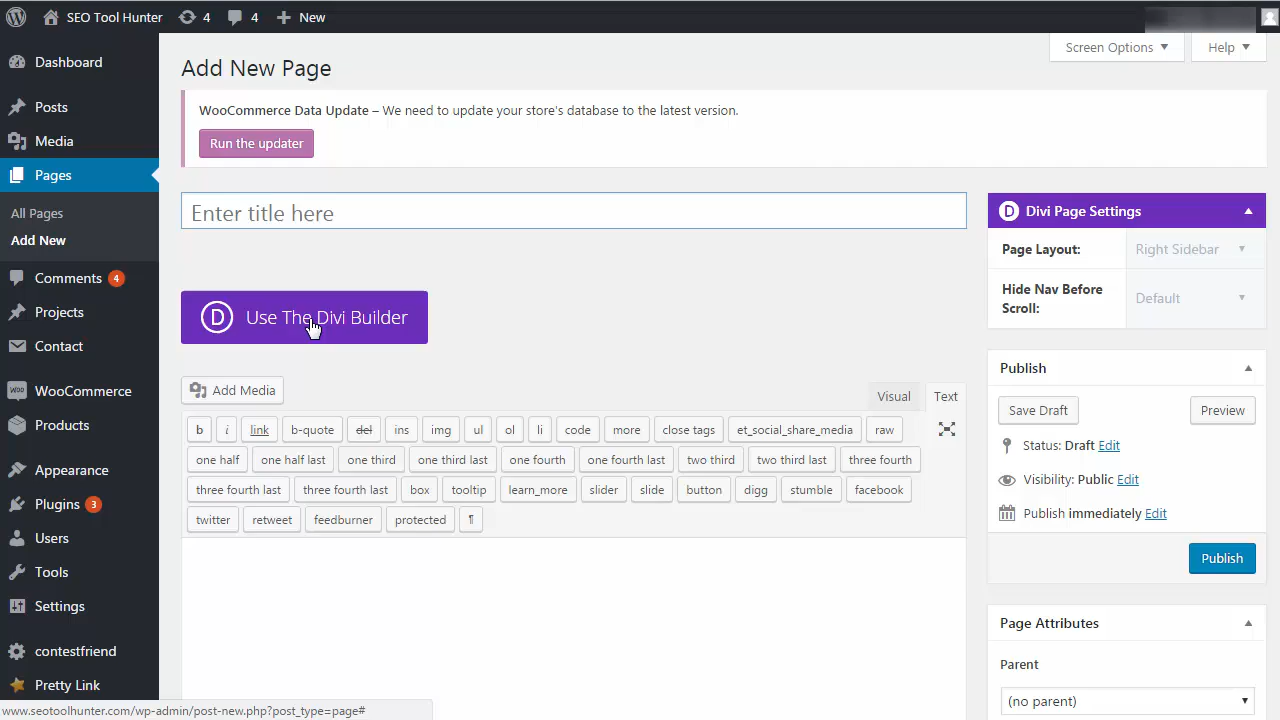 SEO Tool Hunter 4 4 New
Screen Options Help
Dashboard
Posts
Media
Pages
All Pages
Add New
Comments 4
Projects
Contact
WooCommerce
Products
Appearance
Plugins 3
Users
Tools
Settings
contestfriend
Pretty Link
Add New Page
WooCommerce Data Update – We need to update your store's database to the latest version.
Run the updater
Enter title here
D Use The Divi Builder
Add Media
Visual Text
b i link b-quote del ins img ul ol li code more close tags et_social_share_media raw
one half one half last one third one third last one fourth one fourth last two third two third last three fourth
three fourth last three fourth last box tooltip learn_more slider slide button digg stumble facebook
twitter retweet feedburner protected ¶
D Divi Page Settings
Page Layout: Right Sidebar
Hide Nav Before
Scroll:
Default
Publish
Save Draft Preview
Status: Draft Edit
Visibility: Public Edit
Publish immediately Edit
Publish
Page Attributes
Parent
(no parent)
www.seotoolhunter.com/wp-admin/post-new.php?post_type=page#